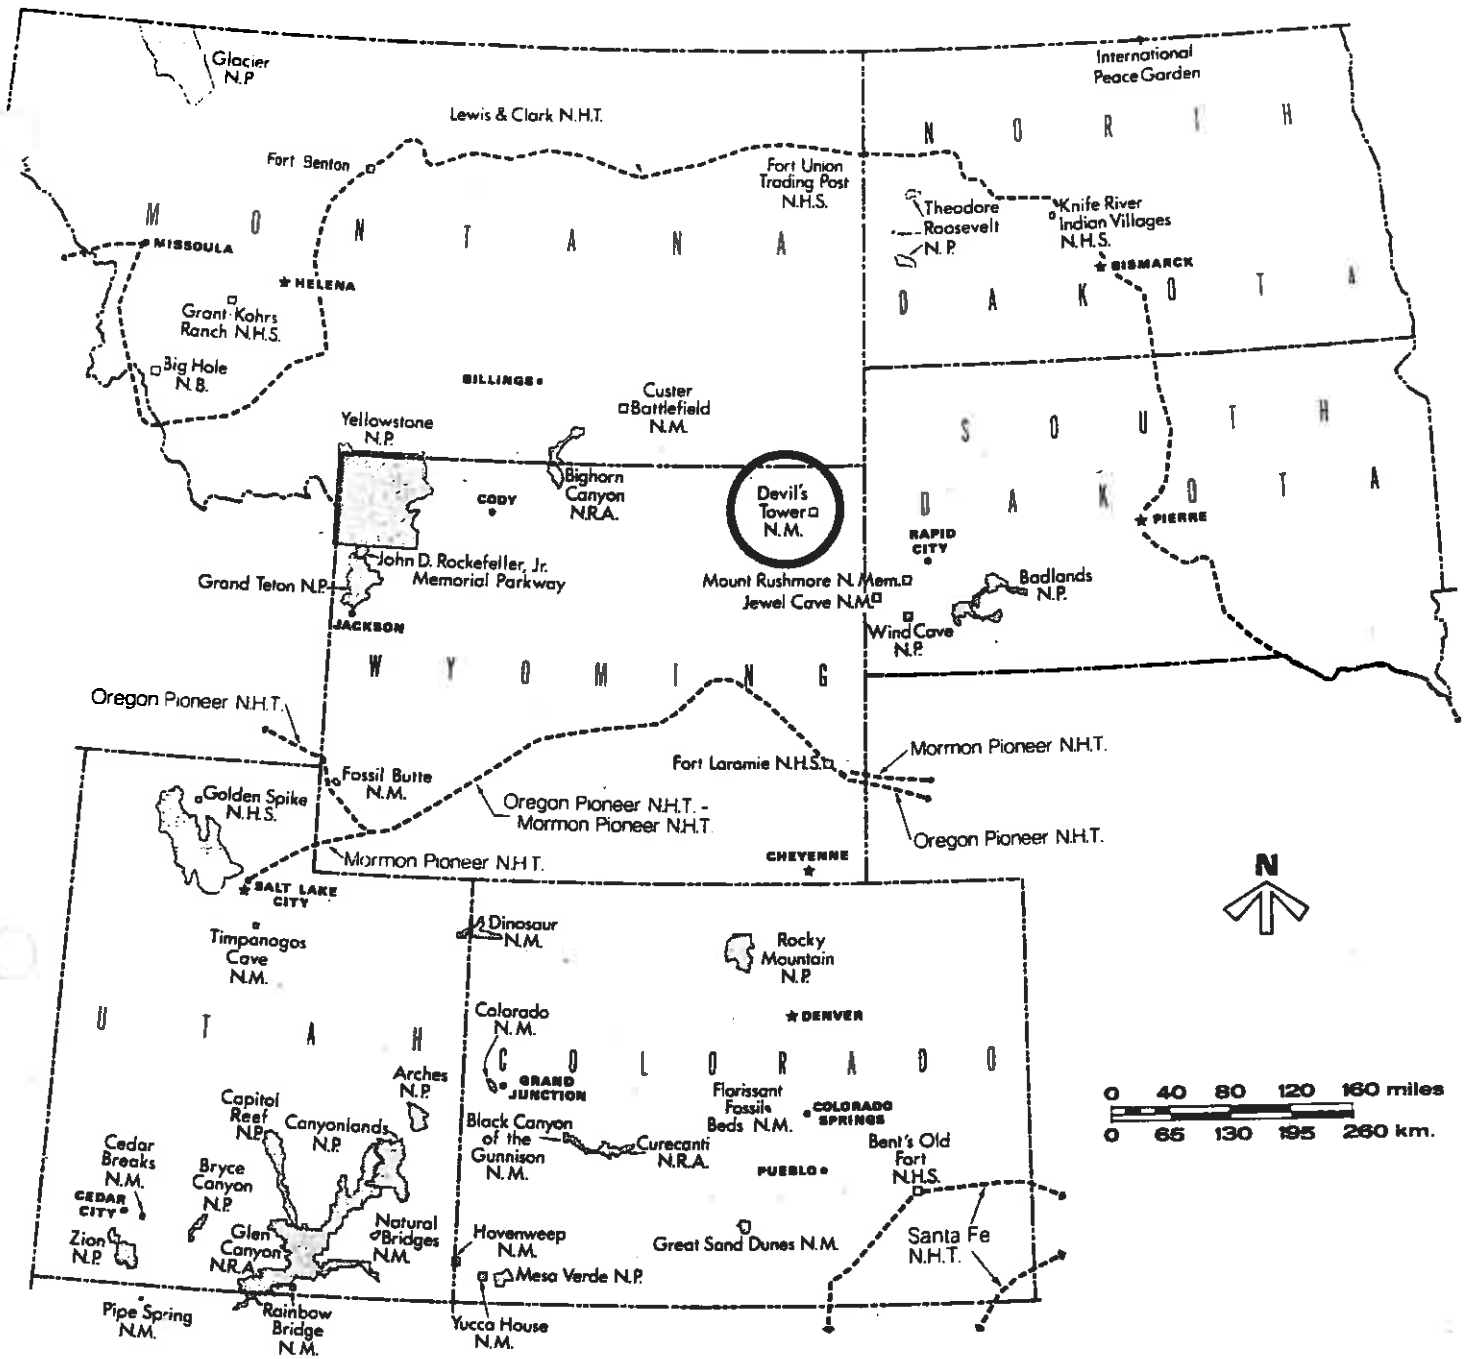 Glacier
N.P.
International
Peace Garden
Lewis & Clark N.H.T.
N O R T H
Fort Benton
Fort Union
Trading Post
N.H.S.
Theodore
Roosevelt
N.P.
Knife River
Indian Villages
N.H.S.
M O N T A N A
MISSOULA
HELENA
BISMARCK
D A K O T A
Grant-Kohrs
Ranch N.H.S.
Big Hole
N.B.
BILLINGS
Custer
Battlefield
N.M.
Yellowstone
N.P.
S O U T H
Bighorn
Canyon
N.R.A.
CODY
Devil's
Tower
N.M.
D A K O T A
PIERRE
RAPID
CITY
John D. Rockefeller, Jr.
Memorial Parkway
Grand Teton N.P.
Mount Rushmore N. Mem.
Jewel Cave N.M.
Badlands
N.P.
JACKSON
Wind Cave
N.P.
W Y O M I N G
Oregon Pioneer N.H.T.
Mormon Pioneer N.H.T.
Fort Laramie N.H.S.
Fossil Butte
N.M.
Golden Spike
N.H.S.
Oregon Pioneer N.H.T. -
Mormon Pioneer N.H.T.
Oregon Pioneer N.H.T.
Mormon Pioneer N.H.T.
CHEYENNE
N
SALT LAKE
CITY
Timpanogos
Cave
N.M.
Dinosaur
N.M.
Rocky
Mountain
N.P.
U T A H
Colorado
N.M.
DENVER
C O L O R A D O
Arches
N.P.
GRAND
JUNCTION
Florissant
Fossil
Beds N.M.
COLORADO
SPRINGS
0 40 80 120 160 miles
0 65 130 195 260 km.
Capitol
Reef
N.P.
Canyonlands
N.P.
Black Canyon
of the
Gunnison
N.M.
Curecanti
N.R.A.
Bent's Old
Fort
N.H.S.
PUEBLO
Cedar
Breaks
N.M.
Bryce
Canyon
N.P.
CEDAR
CITY
Zion
N.P.
Glen
Canyon
N.R.A.
Natural
Bridges
N.M.
Hovenweep
N.M.
Great Sand Dunes N.M.
Santa Fe
N.H.T.
Mesa Verde N.P.
Pipe Spring
N.M.
Rainbow
Bridge
N.M.
Yucca House
N.M.